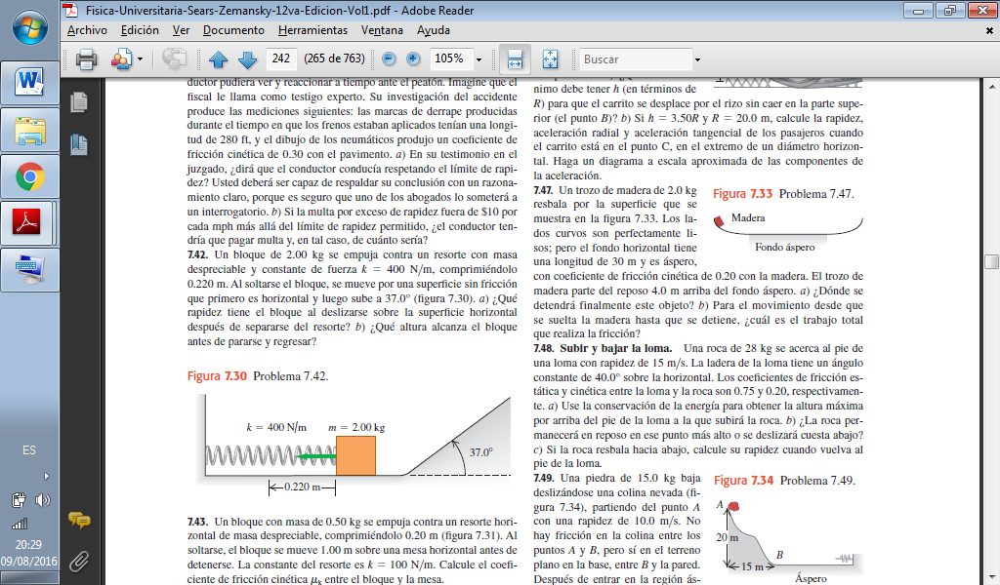 Fisica-Universitaria-Sears-Zemansky-12va-Edicion-Vol1.pdf - Adobe Reader
Archivo Edición Ver Documento Herramientas Ventana Ayuda
242 (265 de 763) 105% Buscar
ductor pudiera ver y reaccionar a tiempo ante el peatón. Imagine que el
fiscal le llama como testigo experto. Su investigación del accidente
produce las mediciones siguientes: las marcas de derrape producidas
durante el tiempo en que los frenos estaban aplicados tenían una longi-
tud de 280 ft, y el dibujo de los neumáticos produjo un coeficiente de
fricción cinética de 0.30 con el pavimento. a) En su testimonio en el
juzgado, ¿dirá que el conductor conducía respetando el límite de rapi-
dez? Usted deberá ser capaz de respaldar su conclusión con un razona-
miento claro, porque es seguro que uno de los abogados lo someterá a
un interrogatorio. b) Si la multa por exceso de rapidez fuera de $10 por
cada mph más allá del límite de rapidez permitido, ¿el conductor ten-
dría que pagar multa y, en tal caso, de cuánto sería?
7.42. Un bloque de 2.00 kg se empuja contra un resorte con masa
despreciable y constante de fuerza k = 400 N/m, comprimiéndolo
0.220 m. Al soltarse el bloque, se mueve por una superficie sin fricción
que primero es horizontal y luego sube a 37.0° (figura 7.30). a) ¿Qué
rapidez tiene el bloque al deslizarse sobre la superficie horizontal
después de separarse del resorte? b) ¿Qué altura alcanza el bloque
antes de pararse y regresar?
Figura 7.30 Problema 7.42.
k = 400 N/m m = 2.00 kg
37.0°
0.220 m
7.43. Un bloque con masa de 0.50 kg se empuja contra un resorte hori-
zontal de masa despreciable, comprimiéndolo 0.20 m (figura 7.31). Al
soltarse, el bloque se mueve 1.00 m sobre una mesa horizontal antes de
detenerse. La constante del resorte es k = 100 N/m. Calcule el coefi-
ciente de fricción cinética μk entre el bloque y la mesa.
nimo debe tener h (en términos de
R) para que el carrito se desplace por el rizo sin caer en la parte supe-
rior (el punto B)? b) Si h = 3.50R y R = 20.0 m, calcule la rapidez,
aceleración radial y aceleración tangencial de los pasajeros cuando
el carrito está en el punto C, en el extremo de un diámetro horizon-
tal. Haga un diagrama a escala aproximada de las componentes de
la aceleración.
7.47. Un trozo de madera de 2.0 kg
resbala por la superficie que se
muestra en la figura 7.33. Los la-
dos curvos son perfectamente li-
sos; pero el fondo horizontal tiene
una longitud de 30 m y es áspero,
Figura 7.33 Problema 7.47.
Madera
Fondo áspero
con coeficiente de fricción cinética de 0.20 con la madera. El trozo de
madera parte del reposo 4.0 m arriba del fondo áspero. a) ¿Dónde se
detendrá finalmente este objeto? b) Para el movimiento desde que
se suelta la madera hasta que se detiene, ¿cuál es el trabajo total
que realiza la fricción?
7.48. Subir y bajar la loma. Una roca de 28 kg se acerca al pie de
una loma con rapidez de 15 m/s. La ladera de la loma tiene un ángulo
constante de 40.0° sobre la horizontal. Los coeficientes de fricción es-
tática y cinética entre la loma y la roca son 0.75 y 0.20, respectivamen-
te. a) Use la conservación de la energía para obtener la altura máxima
por arriba del pie de la loma a la que subirá la roca. b) ¿La roca per-
manecerá en reposo en ese punto más alto o se deslizará cuesta abajo?
c) Si la roca resbala hacia abajo, calcule su rapidez cuando vuelva al
pie de la loma.
7.49. Una piedra de 15.0 kg baja
deslizándose una colina nevada (fi-
gura 7.34), partiendo del punto A
con una rapidez de 10.0 m/s. No
hay fricción en la colina entre los
puntos A y B, pero sí en el terreno
plano en la base, entre B y la pared.
Después de entrar en la región ás-
Figura 7.34 Problema 7.49.
A
20 m
B
15 m
Áspero
ES
20:29
09/08/2016